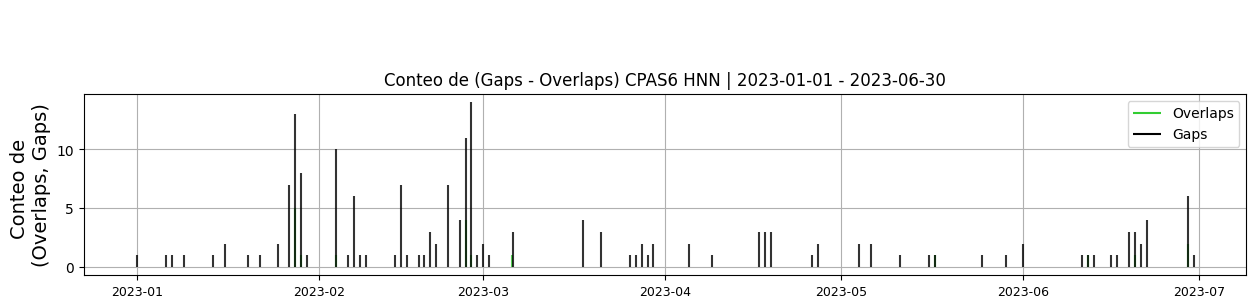 Conteo de (Gaps - Overlaps) CPAS6 HNN | 2023-01-01 - 2023-06-30
Conteo de
(Overlaps, Gaps)
10
5
0
Overlaps
Gaps
2023-01
2023-02
2023-03
2023-04
2023-05
2023-06
2023-07